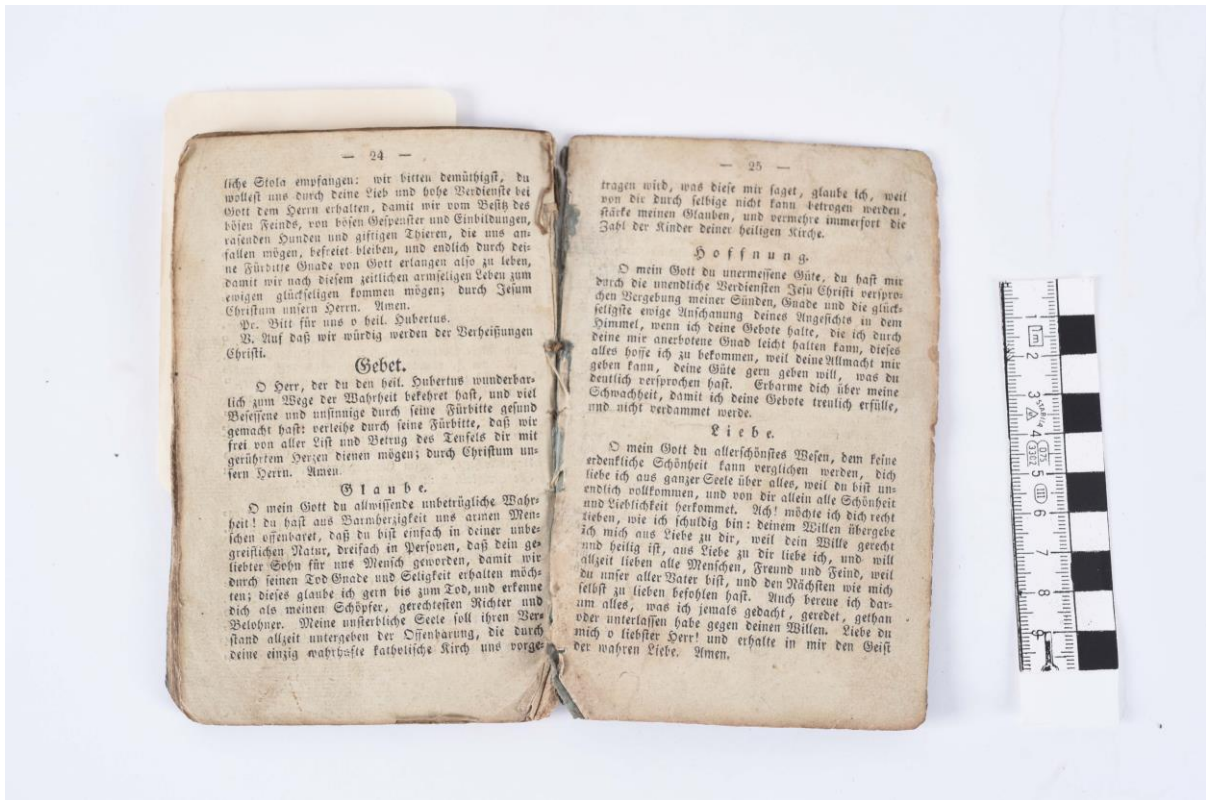 — 24 —
liche Stola empfangen: wir bitten demüthigst, du
wollest uns durch deine Lieb und hohe Verdienste bei
Gott dem Herrn erhalten, damit wir vom Besitz des
bösen Feinds, von bösen Gespenster und Einbildungen,
rasenden Hunden und giftigen Thieren, die uns an-
fallen mögen, befreiet bleiben, und endlich durch dei-
ne Fürbitte Gnade von Gott erlangen also zu leben,
damit wir nach diesem zeitlichen armseligen Leben zum
ewigen glückseligen kommen mögen; durch Jesum
Christum unsern Herrn. Amen.
Pr. Bitt für uns o heil. Hubertus.
V. Auf daß wir würdig werden der Verheißungen
Christi.
Gebet.
O Herr, der du den heil. Hubertus wunderbar-
lich zum Wege der Wahrheit bekehret hast, und viel
Besessene und unsinnige durch seine Fürbitte gesund
gemacht hast: verleihe durch seine Fürbitte, daß wir
frei von aller List und Betrug des Teufels dir mit
gerührtem Herzen dienen mögen; durch Christum un-
sern Herrn. Amen.
Glaube.
O mein Gott du allwissende unbetrügliche Wahr-
heit! du hast aus Barmherzigkeit uns armen Men-
schen offenbaret, daß du bist einfach in deiner unbe-
greiflichen Natur, dreifach in Personen, daß dein ge-
liebter Sohn für uns Mensch geworden, damit wir
durch seinen Tod Gnade und Seligkeit erhalten möch-
ten; dieses glaube ich gern bis zum Tod, und erkenne
dich als meinen Schöpfer, gerechtesten Richter und
Belohner. Meine unsterbliche Seele soll ihren Ver-
stand allzeit untergeben der Offenbarung, die durch
deine einzig wahrhafte katholische Kirch uns vorge-
— 25 —
tragen wird, was diese mir saget, glaube ich, weil
von dir durch selbige nicht kann betrogen werden,
stärke meinen Glauben, und vermehre immerfort die
Zahl der Kinder deiner heiligen Kirche.
Hoffnung.
O mein Gott du unermessene Güte, du hast mir
durch die unendliche Verdiensten Jesu Christi verspro-
chen Vergebung meiner Sünden, Gnade und die glück-
seligste ewige Anschauung deines Angesichts in dem
Himmel, wenn ich deine Gebote halte, die ich durch
deine mir anerbotene Gnad leicht halten kann, dieses
alles hoffe ich zu bekommen, weil deine Allmacht mir
geben kann, deine Güte gern geben will, was du
deutlich versprochen hast. Erbarme dich über meine
Schwachheit, damit ich deine Gebote treulich erfülle,
und nicht verdammet werde.
Liebe.
O mein Gott du allerschönstes Wesen, dem keine
erdenkliche Schönheit kann verglichen werden, dich
liebe ich aus ganzer Seele über alles, weil du bist un-
endlich vollkommen, und von dir allein alle Schönheit
und Lieblichkeit herkommet. Ach! möchte ich dich recht
lieben, wie ich schuldig bin: deinem Willen übergebe
ich mich aus Liebe zu dir, weil dein Wille gerecht
und heilig ist, aus Liebe zu dir liebe ich, und will
allzeit lieben alle Menschen, Freund und Feind, weil
du unser aller Vater bist, und den Nächsten wie mich
selbst zu lieben befohlen hast. Auch bereue ich dar-
um alles, was ich jemals gedacht, geredet, gethan
oder unterlassen habe gegen deinen Willen. Liebe du
mich o liebster Herr! und erhalte in mir den Geist
der wahren Liebe. Amen.
1
m
2
3
4
5
III
6
7
8
9